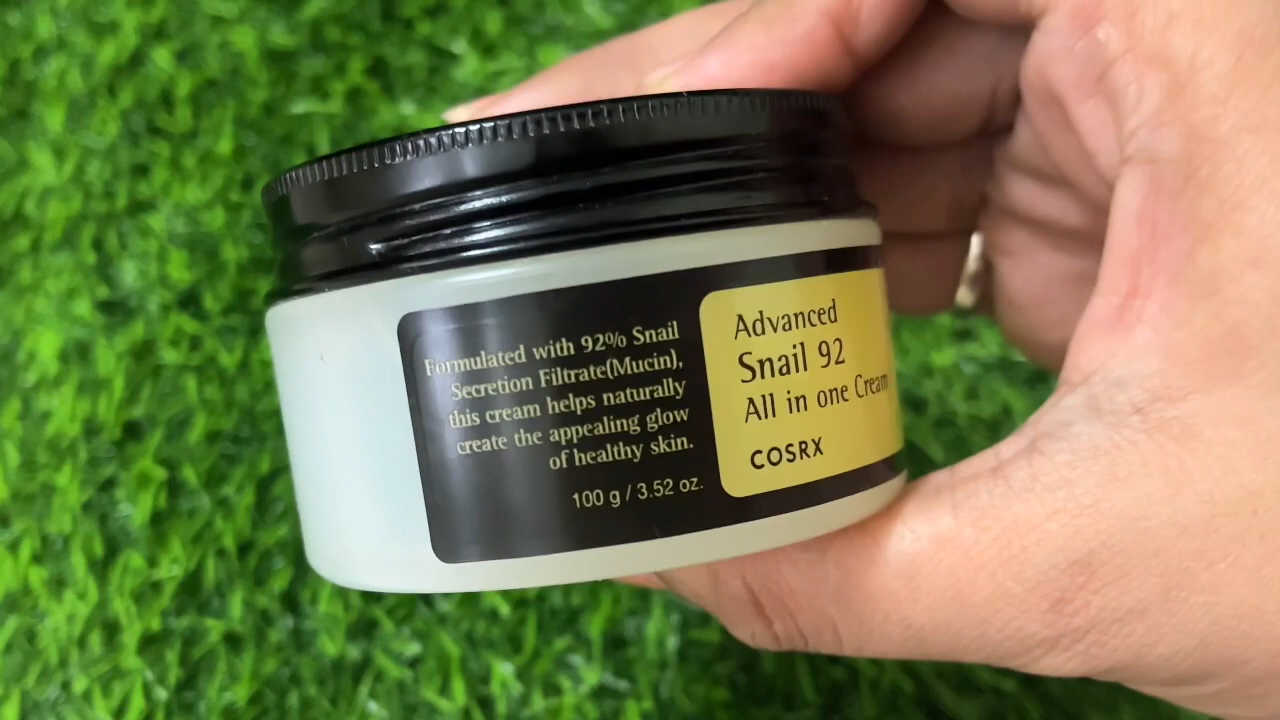 Formulated with 92% Snail
Secretion Filtrate(Mucin),
this cream helps naturally
create the appealing glow
of healthy skin.
100 g / 3.52 oz.
Advanced
Snail 92
All in one Cream
COSRX